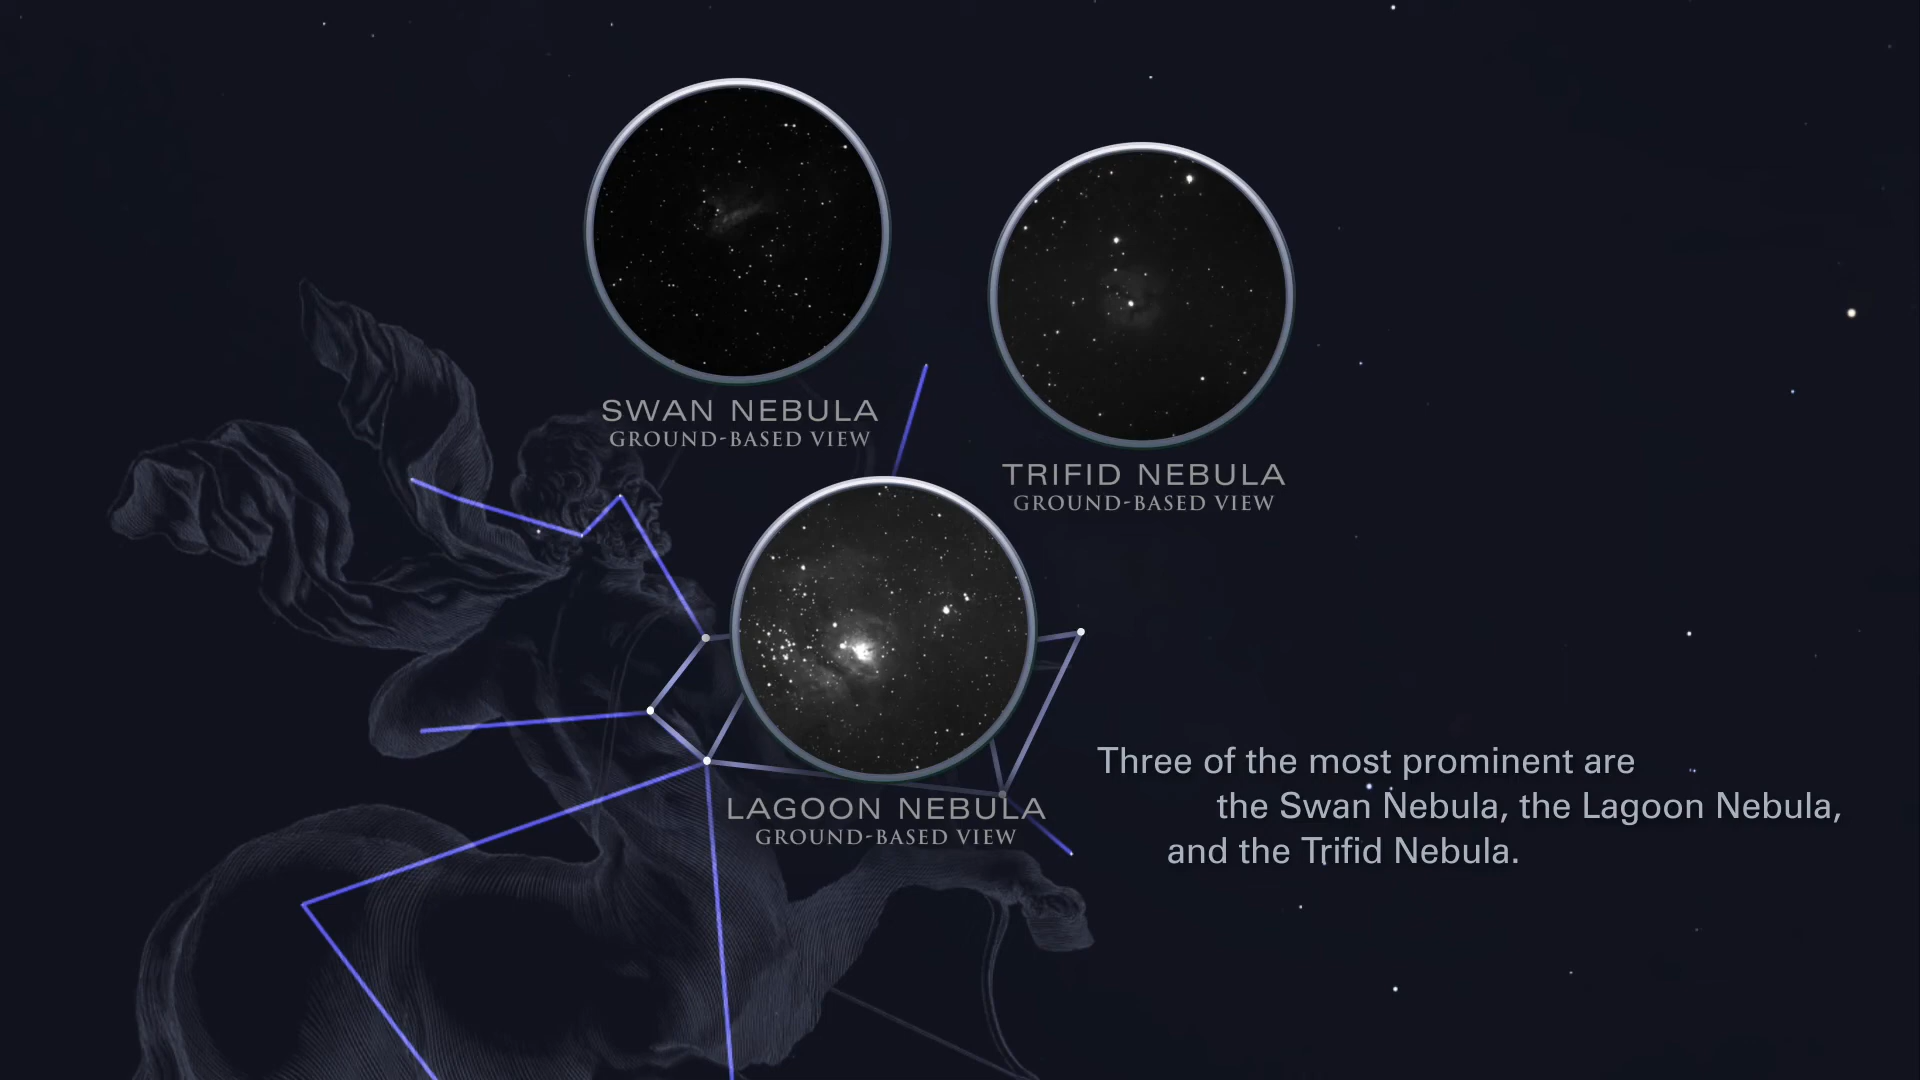 SWAN NEBULA
GROUND-BASED VIEW
TRIFID NEBULA
GROUND-BASED VIEW
LAGOON NEBULA
GROUND-BASED VIEW
Three of the most prominent are
the Swan Nebula, the Lagoon Nebula,
and the Trifid Nebula.